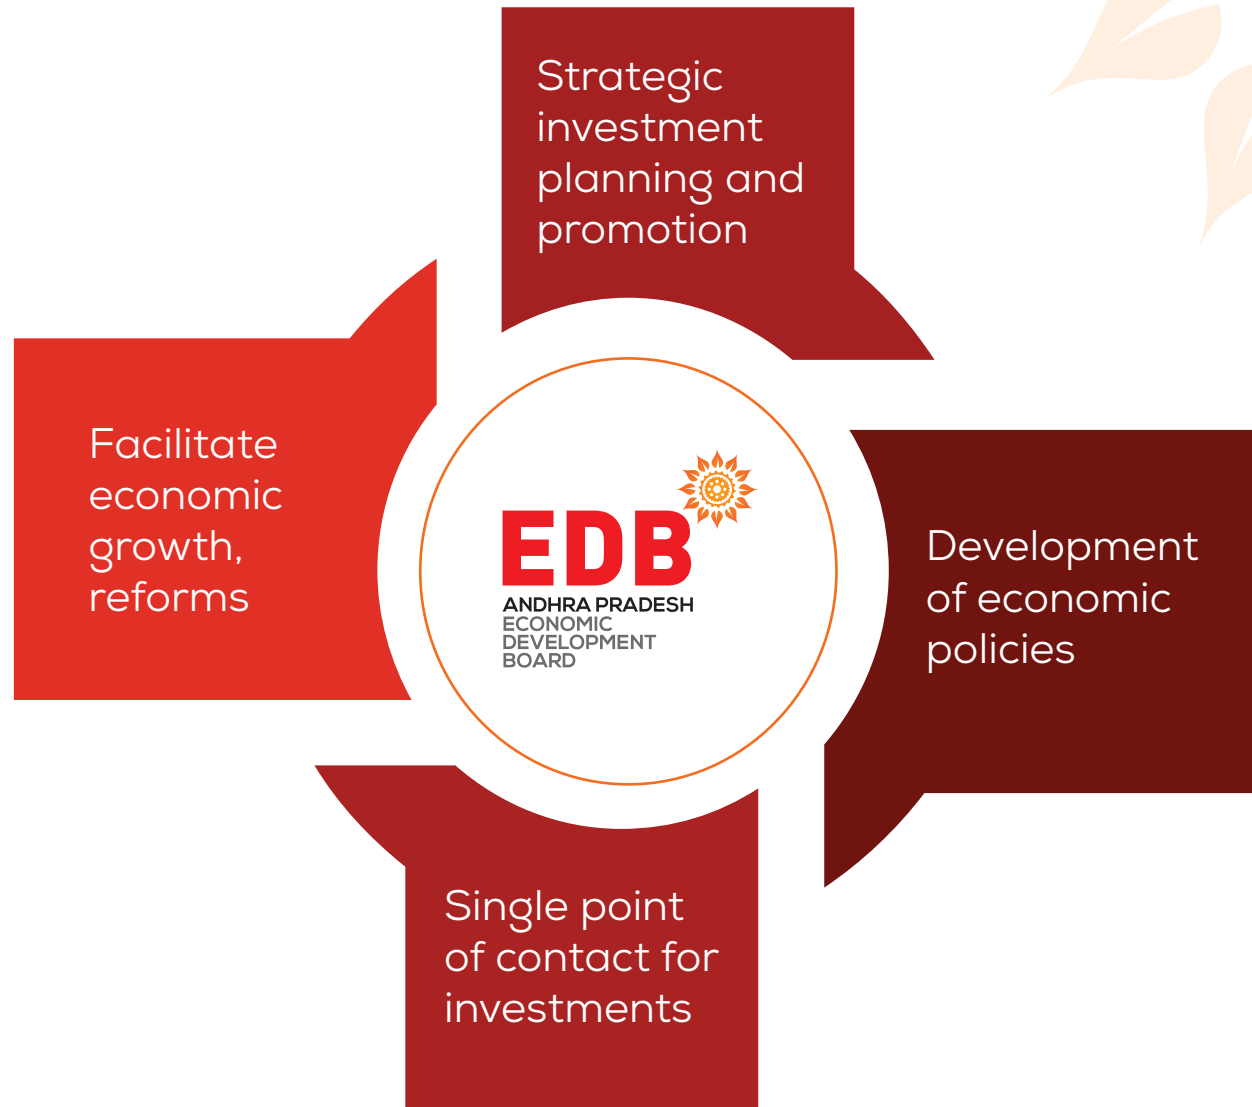 Strategic
investment
planning and
promotion
Facilitate
economic
growth,
reforms
EDB
ANDHRA PRADESH
ECONOMIC
DEVELOPMENT
BOARD
Development
of economic
policies
Single point
of contact for
investments